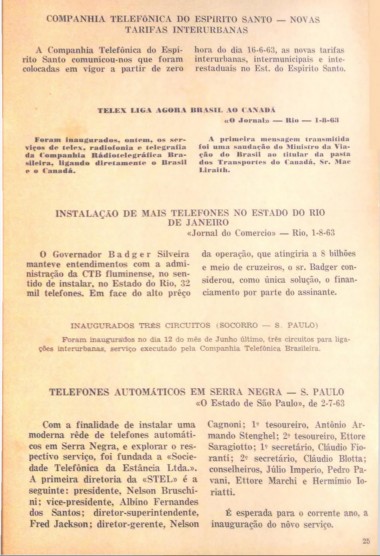 COMPANHIA TELEFÔNICA DO ESPIRITO SANTO — NOVAS
TARIFAS INTERURBANAS
A Companhia Telefônica do Espí-
rito Santo comunicou-nos que foram
colocadas em vigor a partir de zero
hora do dia 16-6-63, as novas tarifas
interurbanas, intermunicipais e inte-
restaduais no Est. do Espirito Santo.
TELEX LIGA AGORA BRASIL AO CANADÁ
«O Jornal» — Rio — 1-8-63
Foram inaugurados, ontem, os ser-
viços de telex, radiofonia e telegrafia
da Companhia Rádiotelegráfica Bra-
sileira, ligando diretamente o Brasil
e o Canadá.
A primeira mensagem transmitida
foi uma saudação do Ministro da Via-
ção do Brasil ao titular da pasta
dos Transportes do Canadá, Sr. Mac
Liraith.
INSTALAÇÃO DE MAIS TELEFONES NO ESTADO DO RIO
DE JANEIRO
«Jornal do Comercio» — Rio, 1-8-63
O Governador Badger Silveira
manteve entendimentos com a admi-
nistração da CTB fluminense, no sen-
tido de instalar, no Estado do Rio, 32
mil telefones. Em face do alto prêço
da operação, que atingiria a 8 bilhões
e meio de cruzeiros, o sr. Badger con-
siderou, como única solução, o finan-
ciamento por parte do assinante.
INAUGURADOS TRÊS CIRCUITOS (SOCORRO — S. PAULO)
Foram inaugurados no dia 12 do mês de Junho último, três circuitos para liga-
ções interurbanas, serviço executado pela Companhia Telefônica Brasileira.
TELEFONES AUTOMÁTICOS EM SERRA NEGRA — S. PAULO
«O Estado de São Paulo», de 2-7-63
Com a finalidade de instalar uma
moderna rêde de telefones automáti-
cos em Serra Negra, e explorar o res-
pectivo serviço, foi fundada a «Socie-
dade Telefônica da Estância Ltda.».
A primeira diretoria da «STEL» é a
seguinte: presidente, Nelson Bruschi-
ni; vice-presidente, Albino Fernandes
dos Santos; diretor-superintendente,
Fred Jackson; diretor-gerente, Nelson
Cagnoni; 1º tesoureiro, Antônio Ar-
mando Stenghel; 2º tesoureiro, Ettore
Saragiotto; 1º secretário, Cláudio Fio-
ranti; 2º secretário, Cláudio Blotta;
conselheiros, Júlio Imperio, Pedro Pa-
vani, Ettore Marchi e Hermimio Io-
riatti.
É esperada para o corrente ano, a
inauguração do nôvo serviço.
25